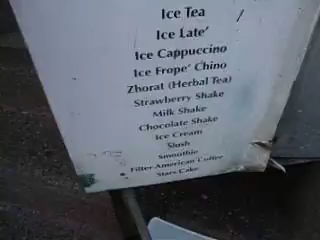 Ice Tea
Ice Late'
Ice Cappuccino
Ice Frope' Chino
Zhorat (Herbal Tea)
Strawberry Shake
Milk Shake
Chocolate Shake
Ice Cream
Slush
Smoothie
Filter American Coffee
Stars Cake